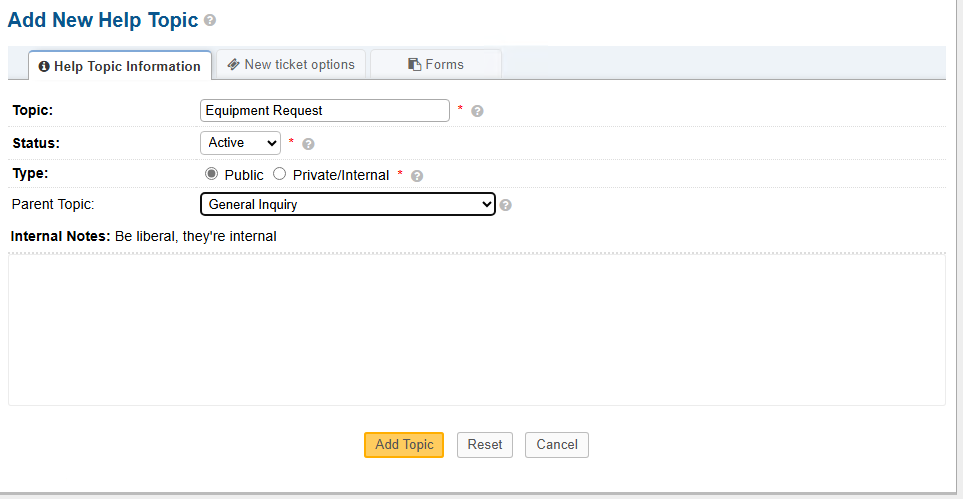 Add New Help Topic
Help Topic Information New ticket options Forms
Topic: Equipment Request *
Status: Active *
Type: Public Private/Internal *
Parent Topic: General Inquiry
Internal Notes: Be liberal, they're internal
Add Topic Reset Cancel